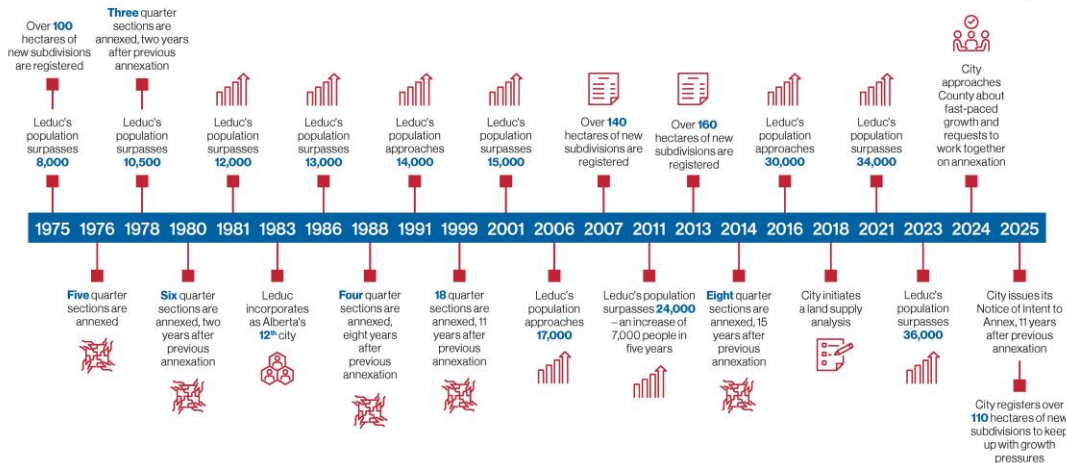 Over 100
hectares of
new subdivisions
are registered
Leduc's
population
surpasses
8,000
Three quarter
sections are
annexed, two years
after previous
annexation
Leduc's
population
surpasses
10,500
Leduc's
population
surpasses
12,000
Leduc's
population
surpasses
13,000
Leduc's
population
approaches
14,000
Leduc's
population
surpasses
15,000
Over 140
hectares of new
subdivisions are
registered
Over 160
hectares of new
subdivisions are
registered
Leduc's
population
approaches
30,000
Leduc's
population
surpasses
34,000
City
approaches
County about
fast-paced
growth and
requests to
work together
on annexation
1975 1976 1978 1980 1981 1983 1986 1988 1991 1999 2001 2006 2007 2011 2013 2014 2016 2018 2021 2023 2024 2025
Five quarter
sections are
annexed
Six quarter
sections are
annexed, two
years after
previous
annexation
Leduc
incorporates
as Alberta's
12th city
Four quarter
sections are
annexed,
eight years
after
previous
annexation
18 quarter
sections are
annexed, 11
years after
previous
annexation
Leduc's
population
approaches
17,000
Leduc's population
surpasses 24,000
– an increase of
7,000 people in
five years
Eight quarter
sections are
annexed, 15
years after
previous
annexation
City initiates
a land supply
analysis
Leduc's
population
surpasses
36,000
City issues its
Notice of Intent to
Annex, 11 years
after previous
annexation
City registers over
110 hectares of new
subdivisions to keep
up with growth
pressures